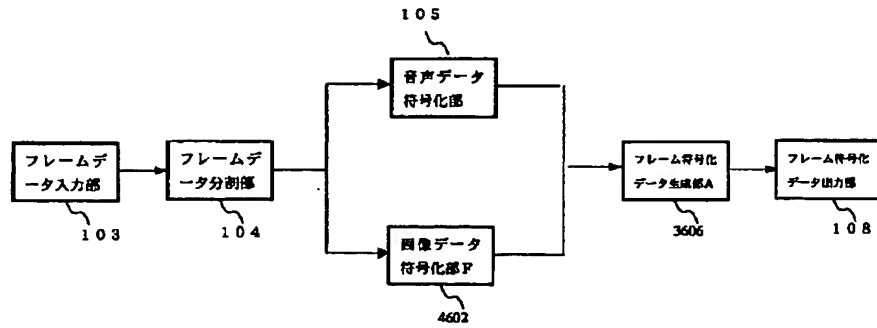 105
音声データ
符号化部
フレームデ
ータ入力部
103
フレームデ
ータ分割部
104
画像データ
符号化部F
4602
フレーム符号化
データ生成部A
3606
フレーム符号化
データ出力部
108